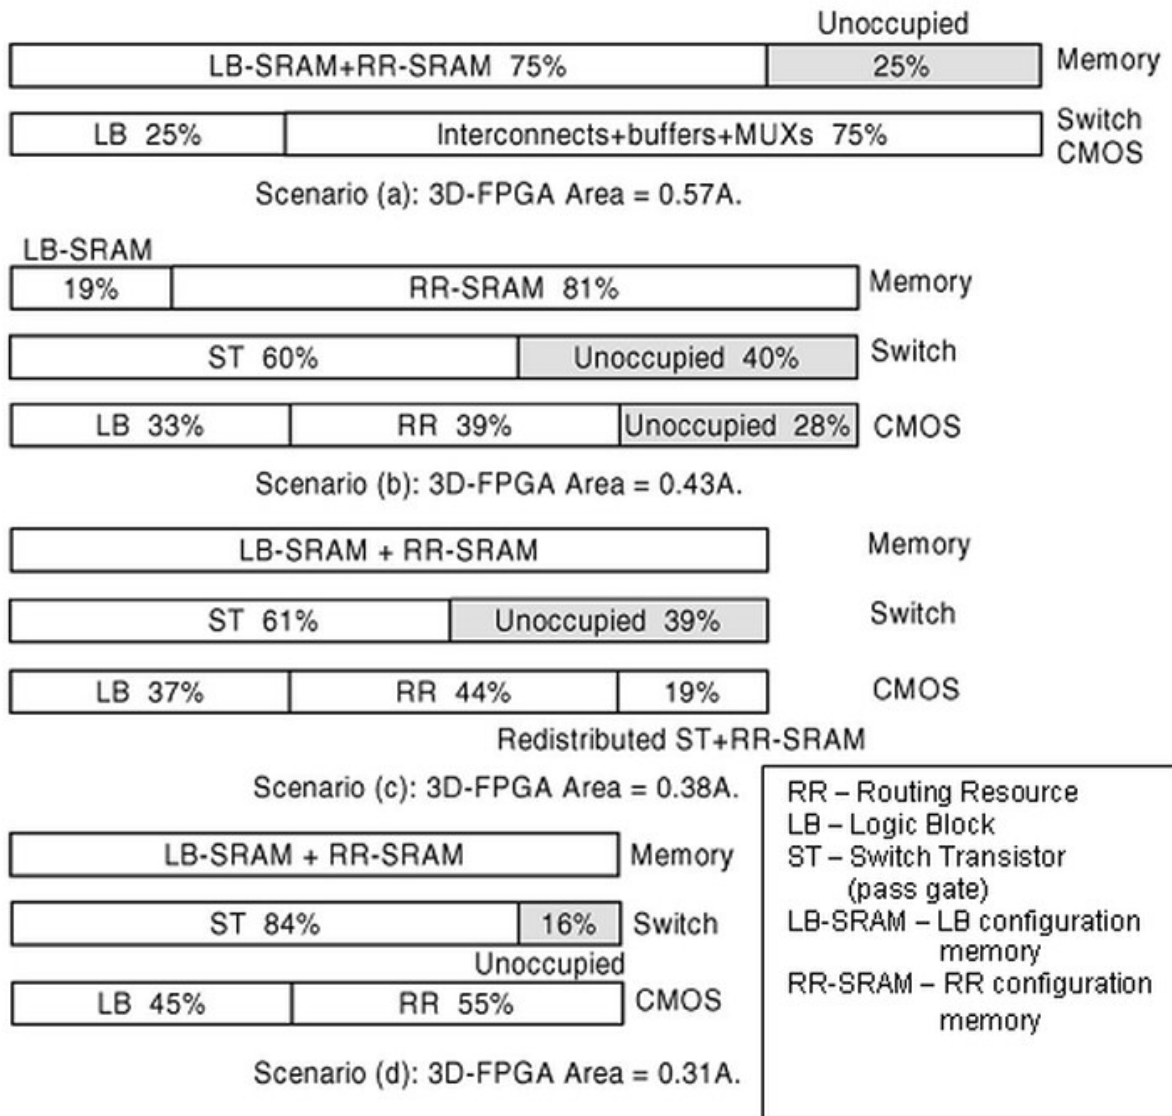 Unoccupied
LB-SRAM+RR-SRAM 75% 25% Memory
LB 25% Interconnects+buffers+MUXs 75% Switch
CMOS
Scenario (a): 3D-FPGA Area = 0.57A.
LB-SRAM
19% RR-SRAM 81% Memory
ST 60% Unoccupied 40% Switch
LB 33% RR 39% Unoccupied 28% CMOS
Scenario (b): 3D-FPGA Area = 0.43A.
LB-SRAM + RR-SRAM Memory
ST 61% Unoccupied 39% Switch
LB 37% RR 44% 19% CMOS
Redistributed ST+RR-SRAM
Scenario (c): 3D-FPGA Area = 0.38A.
LB-SRAM + RR-SRAM Memory
ST 84% 16% Switch
Unoccupied
LB 45% RR 55% CMOS
Scenario (d): 3D-FPGA Area = 0.31A.
RR – Routing Resource
LB – Logic Block
ST – Switch Transistor
(pass gate)
LB-SRAM – LB configuration
memory
RR-SRAM – RR configuration
memory